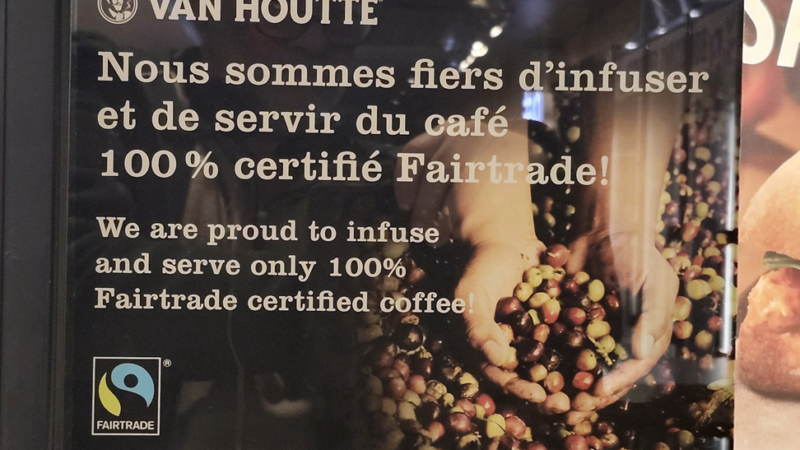 VAN HOUTTE
Nous sommes fiers d'infuser
et de servir du café
100 % certifié Fairtrade!
We are proud to infuse
and serve only 100%
Fairtrade certified coffee!
®
FAIRTRADE